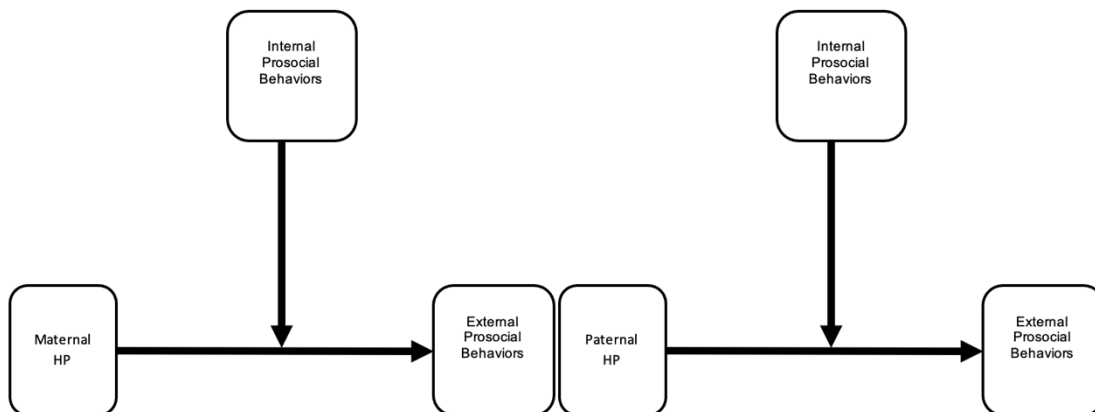 Internal
Prosocial
Behaviors
Internal
Prosocial
Behaviors
Maternal
HP
External
Prosocial
Behaviors
Paternal
HP
External
Prosocial
Behaviors